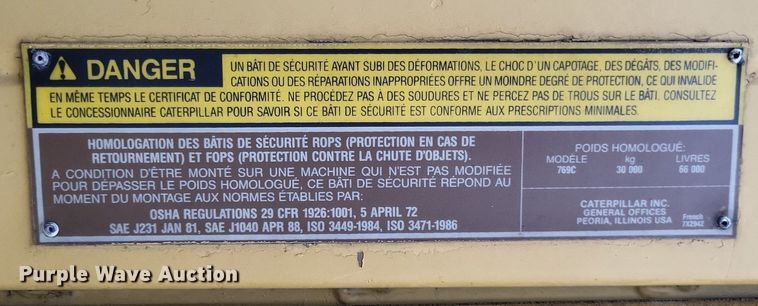 DANGER
UN BÂTI DE SÉCURITÉ AYANT SUBI DES DÉFORMATIONS, LE CHOC D'UN CAPOTAGE, DES DÉGÂTS, DES MODIFI-
CATIONS OU DES RÉPARATIONS INAPPROPRIÉES OFFRE UN MOINDRE DEGRÉ DE PROTECTION, CE QUI INVALIDE
EN MÊME TEMPS LE CERTIFICAT DE CONFORMITÉ. NE PROCÉDEZ PAS À DES SOUDURES ET NE PERCEZ PAS DE TROUS SUR LE BÂTI. CONSULTEZ
LE CONCESSIONNAIRE CATERPILLAR POUR SAVOIR SI CE BÂTI DE SÉCURITÉ EST CONFORME AUX PRESCRIPTIONS MINIMALES.
HOMOLOGATION DES BÂTIS DE SÉCURITÉ ROPS (PROTECTION EN CAS DE
RETOURNEMENT) ET FOPS (PROTECTION CONTRE LA CHUTE D'OBJETS).
A CONDITION D'ÊTRE MONTÉ SUR UNE MACHINE QUI N'EST PAS MODIFIÉE
POUR DÉPASSER LE POIDS HOMOLOGUÉ, CE BÂTI DE SÉCURITÉ RÉPOND AU
MOMENT DU MONTAGE AUX NORMES ÉTABLIES PAR:
OSHA REGULATIONS 29 CFR 1926:1001, 5 APRIL 72
SAE J231 JAN 81, SAE J1040 APR 88, ISO 3449-1984, ISO 3471-1986
POIDS HOMOLOGUÉ:
MODÈLE kg LIVRES
769C 30 000 66 000
CATERPILLAR INC.
GENERAL OFFICES
PEORIA, ILLINOIS USA
French
7X2942
Purple Wave Auction